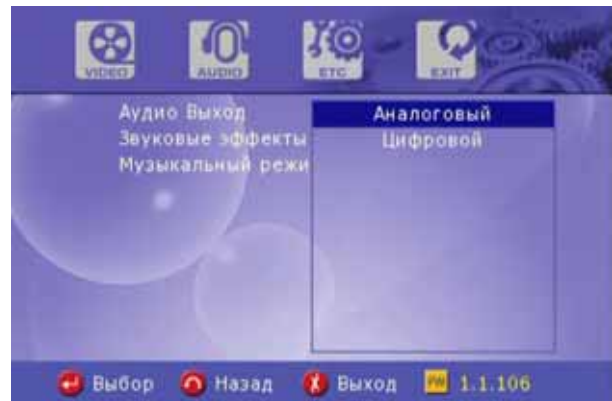 VIDEO AUDIO ETC EXIT
Аудио Выход Аналоговый
Звуковые эффекты Цифровой
Музыкальный режи
Выбор Назад Выход FW 1.1.106